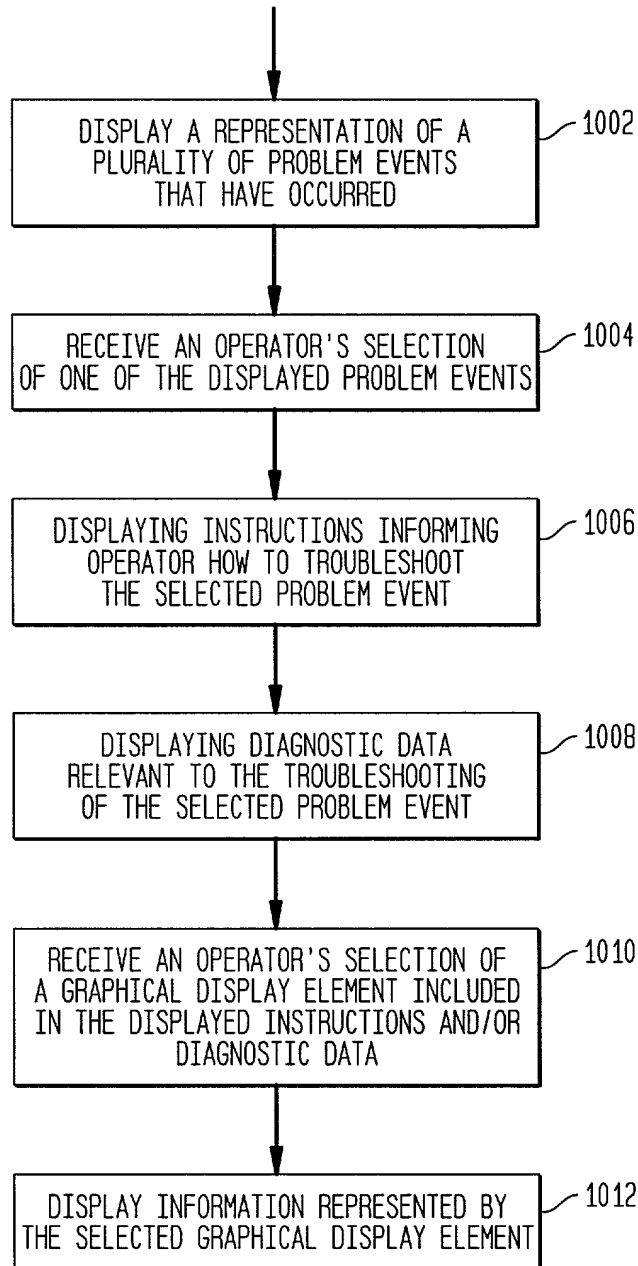 DISPLAY A REPRESENTATION OF A
PLURALITY OF PROBLEM EVENTS
THAT HAVE OCCURRED
1002
RECEIVE AN OPERATOR'S SELECTION
OF ONE OF THE DISPLAYED PROBLEM EVENTS
1004
DISPLAYING INSTRUCTIONS INFORMING
OPERATOR HOW TO TROUBLESHOOT
THE SELECTED PROBLEM EVENT
1006
DISPLAYING DIAGNOSTIC DATA
RELEVANT TO THE TROUBLESHOOTING
OF THE SELECTED PROBLEM EVENT
1008
RECEIVE AN OPERATOR'S SELECTION OF
A GRAPHICAL DISPLAY ELEMENT INCLUDED
IN THE DISPLAYED INSTRUCTIONS AND/OR
DIAGNOSTIC DATA
1010
DISPLAY INFORMATION REPRESENTED BY
THE SELECTED GRAPHICAL DISPLAY ELEMENT
1012